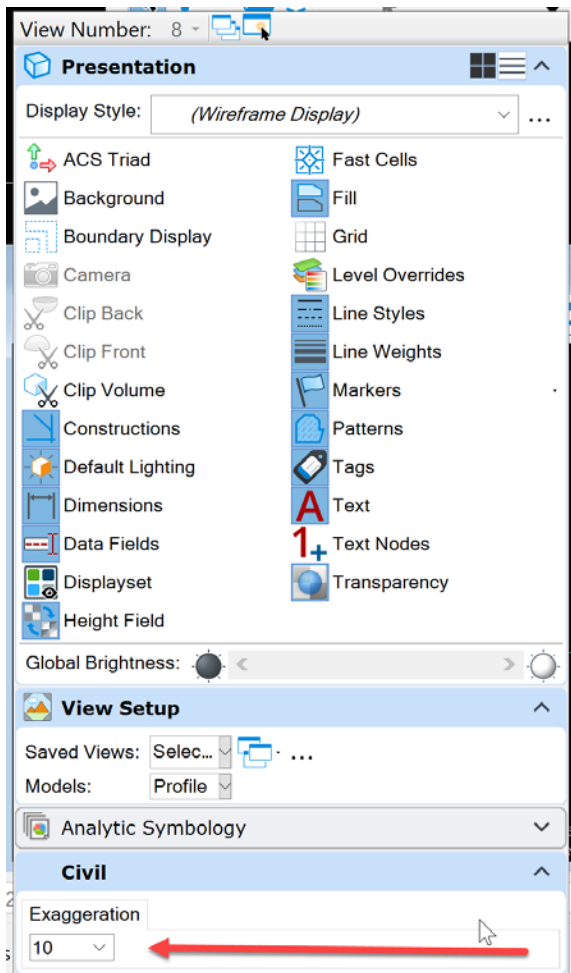 View Number: 8
Presentation
Display Style: (Wireframe Display) ...
ACS Triad Fast Cells
Background Fill
Boundary Display Grid
Camera Level Overrides
Clip Back Line Styles
Clip Front Line Weights
Clip Volume Markers
Constructions Patterns
Default Lighting Tags
Dimensions A Text
Data Fields 1+ Text Nodes
Displayset Transparency
Height Field
Global Brightness:
View Setup
Saved Views: Selec... ...
Models: Profile
Analytic Symbology
Civil
Exaggeration
10